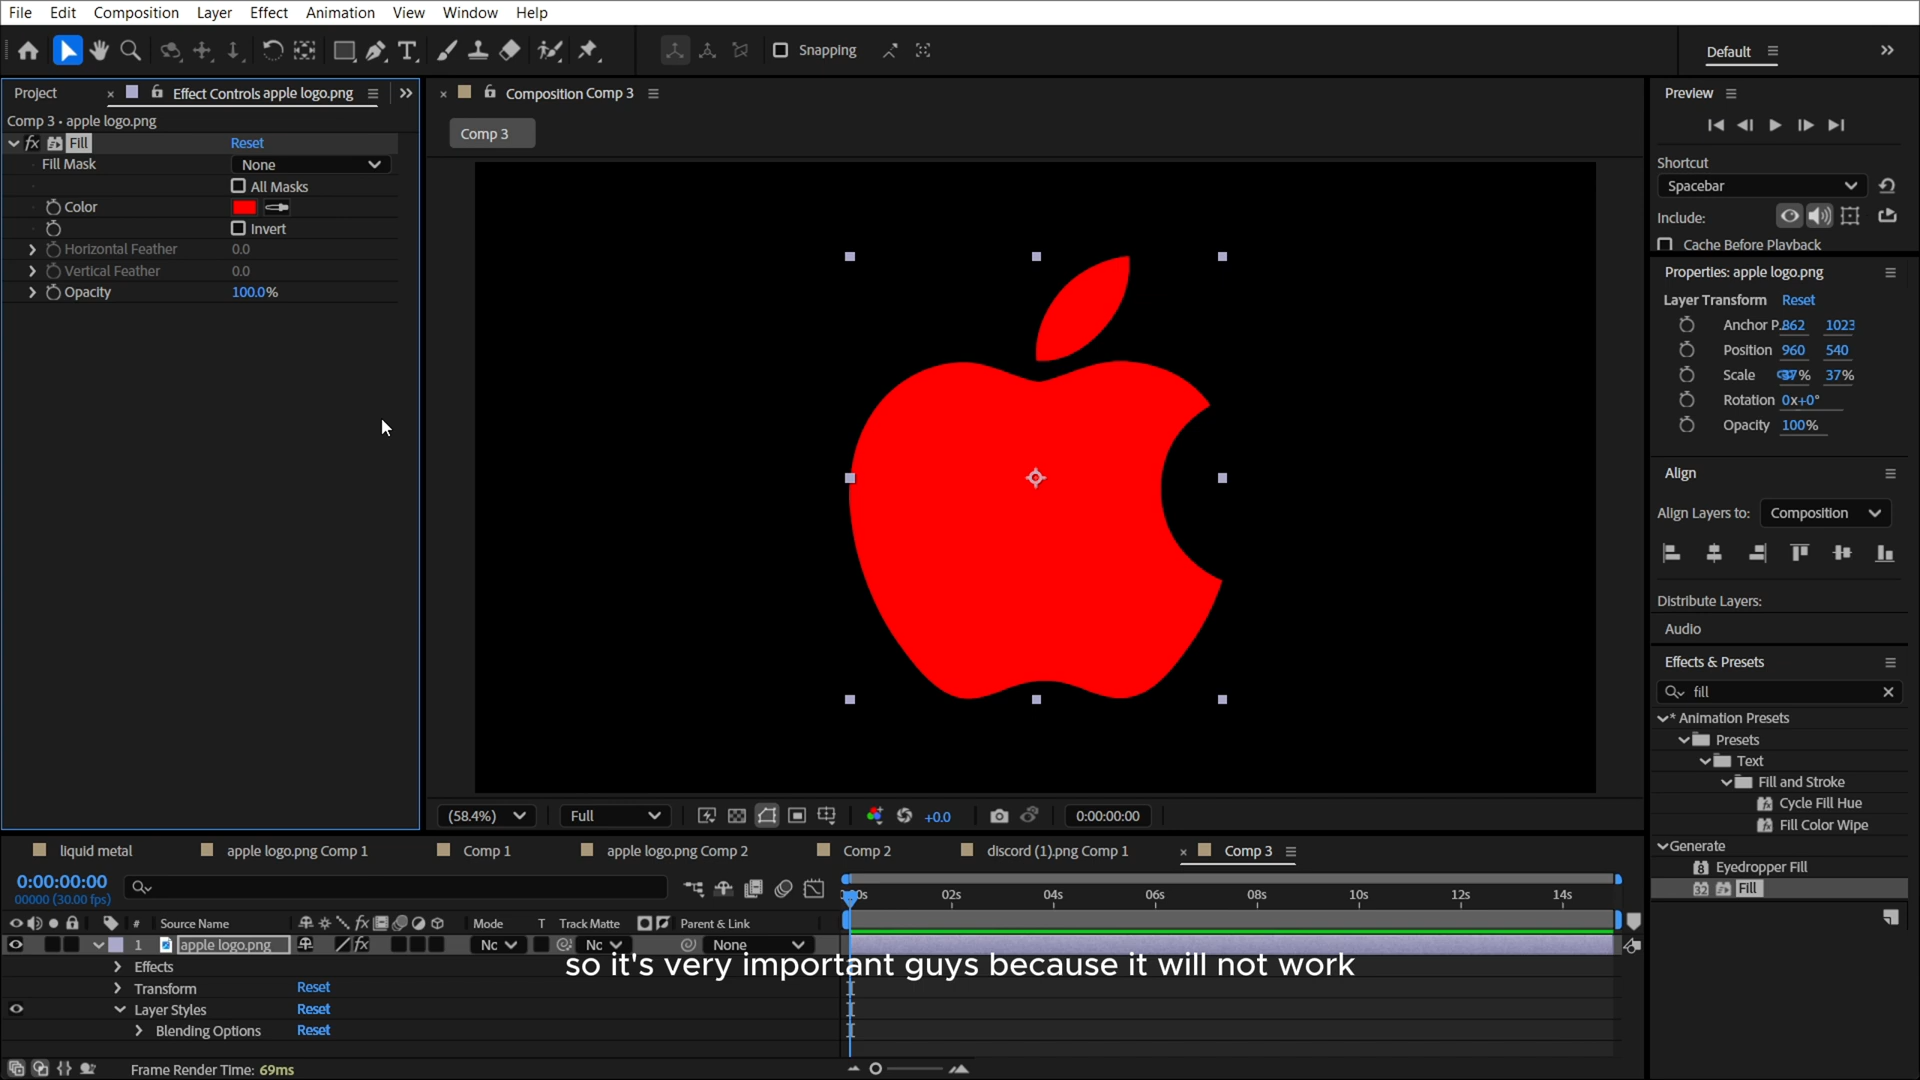 File Edit Composition Layer Effect Animation View Window Help
Snapping
Default
Project
Effect Controls apple logo.png
Comp 3 • apple logo.png
fx Fill Reset
Fill Mask None
All Masks
Color
Invert
Horizontal Feather 0.0
Vertical Feather 0.0
Opacity 100.0%
Composition Comp 3
Comp 3
(58.4%) Full +0.0 0:00:00:00
Preview
Shortcut
Spacebar
Include:
Cache Before Playback
Properties: apple logo.png
Layer Transform Reset
Anchor P.. 862 1023
Position 960 540
Scale 37% 37%
Rotation 0x+0°
Opacity 100%
Align
Align Layers to: Composition
Distribute Layers:
Audio
Effects & Presets
fill
* Animation Presets
Presets
Text
Fill and Stroke
Cycle Fill Hue
Fill Color Wipe
Generate
8 Eyedropper Fill
32 Fill
liquid metal apple logo.png Comp 1 Comp 1 apple logo.png Comp 2 Comp 2 discord (1).png Comp 1 Comp 3
0:00:00:00
00000 (30.00 fps)
02s 04s 06s 08s 10s 12s 14s
# Source Name fx Mode T Track Matte Parent & Link
1 apple logo.png fx Nc Nc None
so it's very important guys because it will not work
Effects
Transform Reset
Layer Styles Reset
Blending Options Reset
Frame Render Time: 69ms